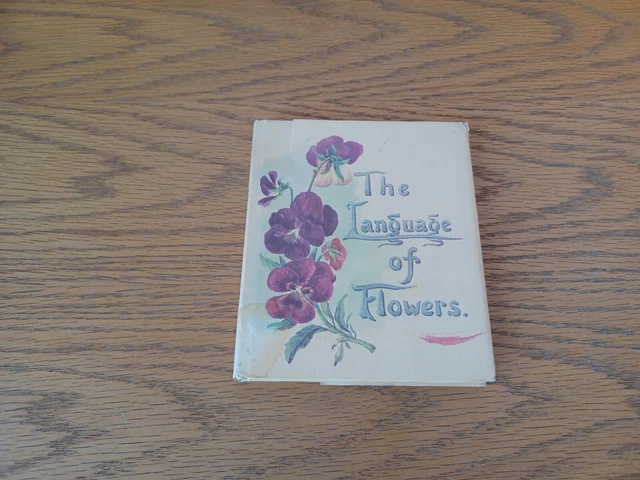 The
Language
of
Flowers.